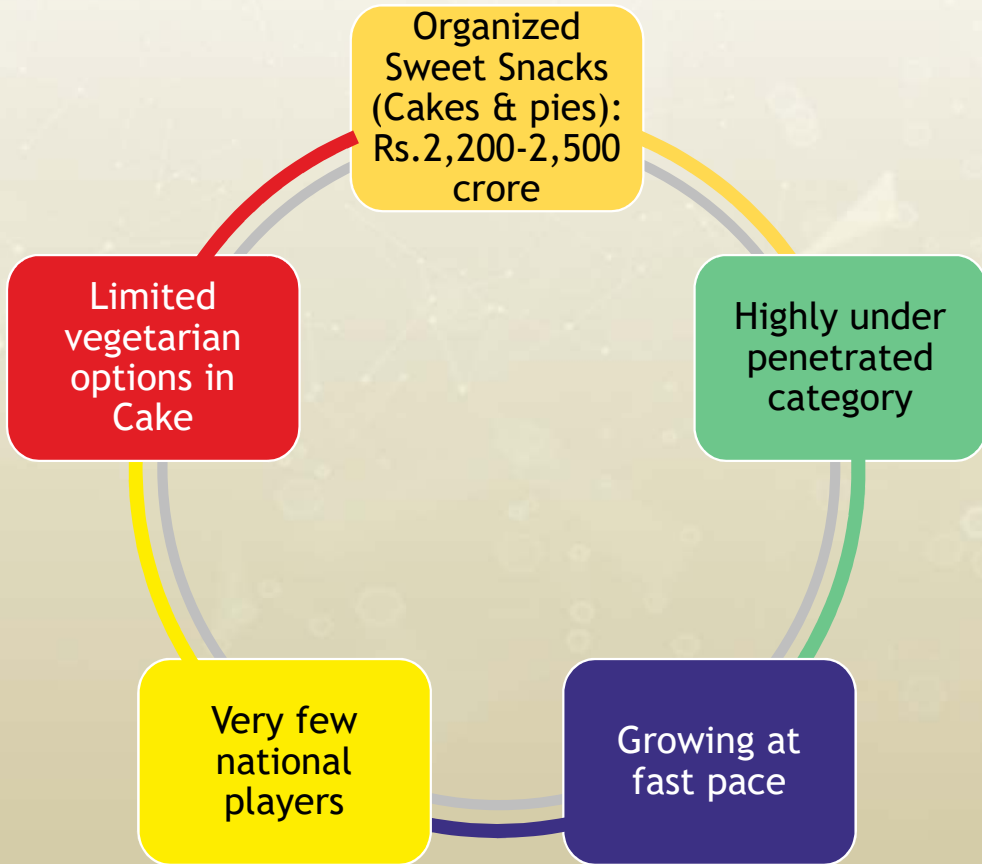 Organized
Sweet Snacks
(Cakes & pies):
Rs.2,200-2,500
crore
Highly under
penetrated
category
Growing at
fast pace
Very few
national
players
Limited
vegetarian
options in
Cake